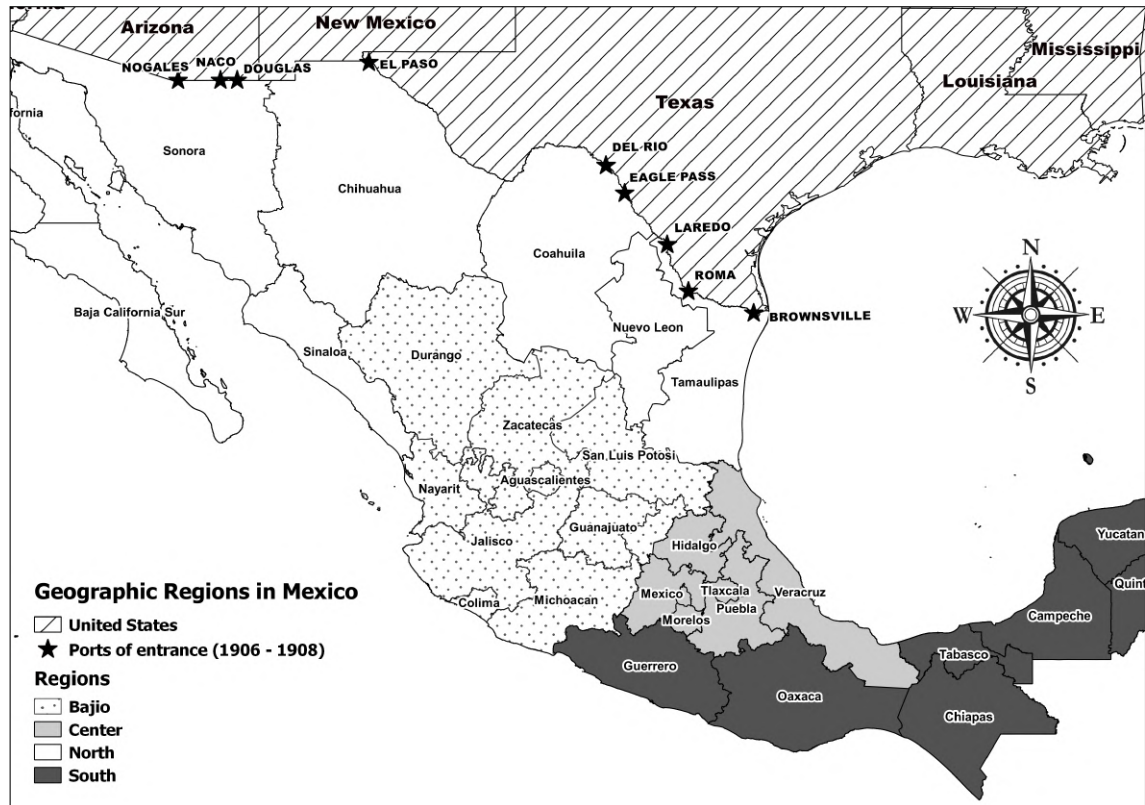 Arizona
New Mexico
Mississippi
Louisiana
Texas
NOGALES
NACO
DOUGLAS
EL PASO
DEL RIO
EAGLE PASS
LAREDO
ROMA
BROWNSVILLE
fornia
Sonora
Chihuahua
Coahuila
Nuevo Leon
Tamaulipas
Baja California Sur
Sinaloa
Durango
Zacatecas
San Luis Potosi
Nayarit
Aguascalientes
Guanajuato
Jalisco
Hidalgo
Colima
Michoacan
Mexico
Tlaxcala
Puebla
Veracruz
Morelos
Guerrero
Oaxaca
Tabasco
Chiapas
Campeche
Yucatan
Quint
N
W
E
S
Geographic Regions in Mexico
United States
Ports of entrance (1906 - 1908)
Regions
Bajio
Center
North
South